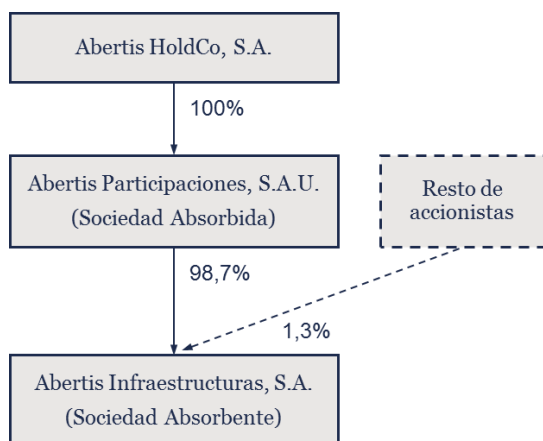 Abertis HoldCo, S.A.
100%
Abertis Participaciones, S.A.U.
(Sociedad Absorbida)
Resto de
accionistas
98,7%
1,3%
Abertis Infraestructuras, S.A.
(Sociedad Absorbente)